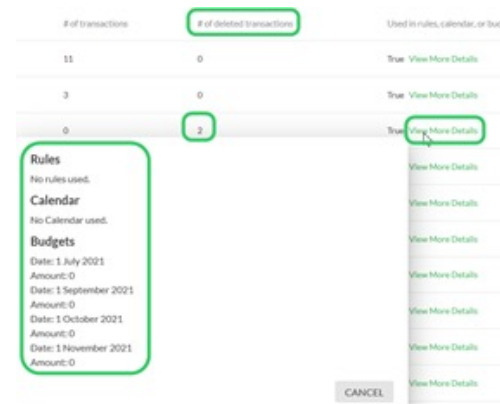 # of transactions # of deleted transactions Used in rules, calendar, or bud
11 0 True View More Details
3 0 True View More Details
0 2 True View More Details
Rules
No rules used.
View More Details
Calendar
No Calendar used.
View More Details
Budgets
Date: 1 July 2021
View More Details
Amount: 0
Date: 1 September 2021
View More Details
Amount: 0
Date: 1 October 2021
View More Details
Amount: 0
Date: 1 November 2021
View More Details
Amount: 0
View More Details
CANCEL